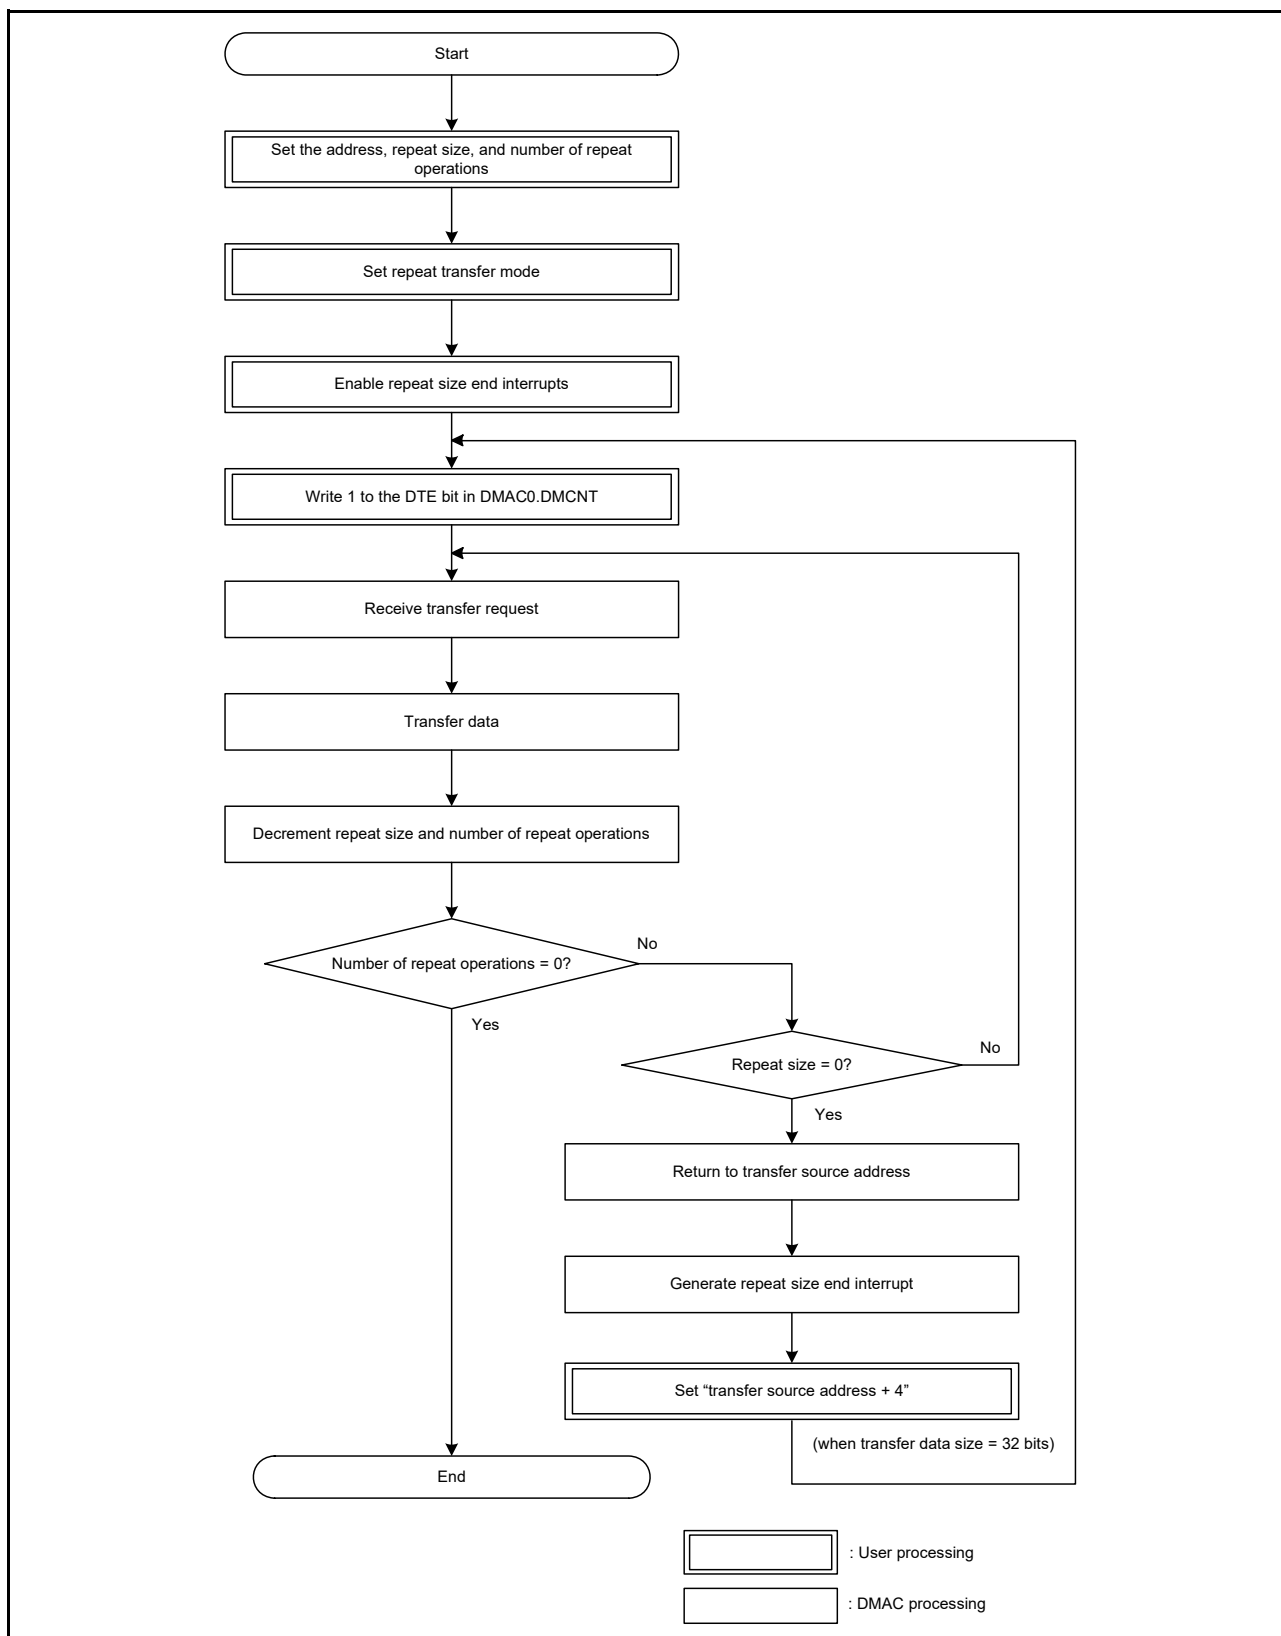 Start
Set the address, repeat size, and number of repeat
operations
Set repeat transfer mode
Enable repeat size end interrupts
Write 1 to the DTE bit in DMAC0.DMCNT
Receive transfer request
Transfer data
Decrement repeat size and number of repeat operations
Number of repeat operations = 0?
No
Yes
Repeat size = 0?
No
Yes
Return to transfer source address
Generate repeat size end interrupt
Set “transfer source address + 4”
(when transfer data size = 32 bits)
End
: User processing
: DMAC processing